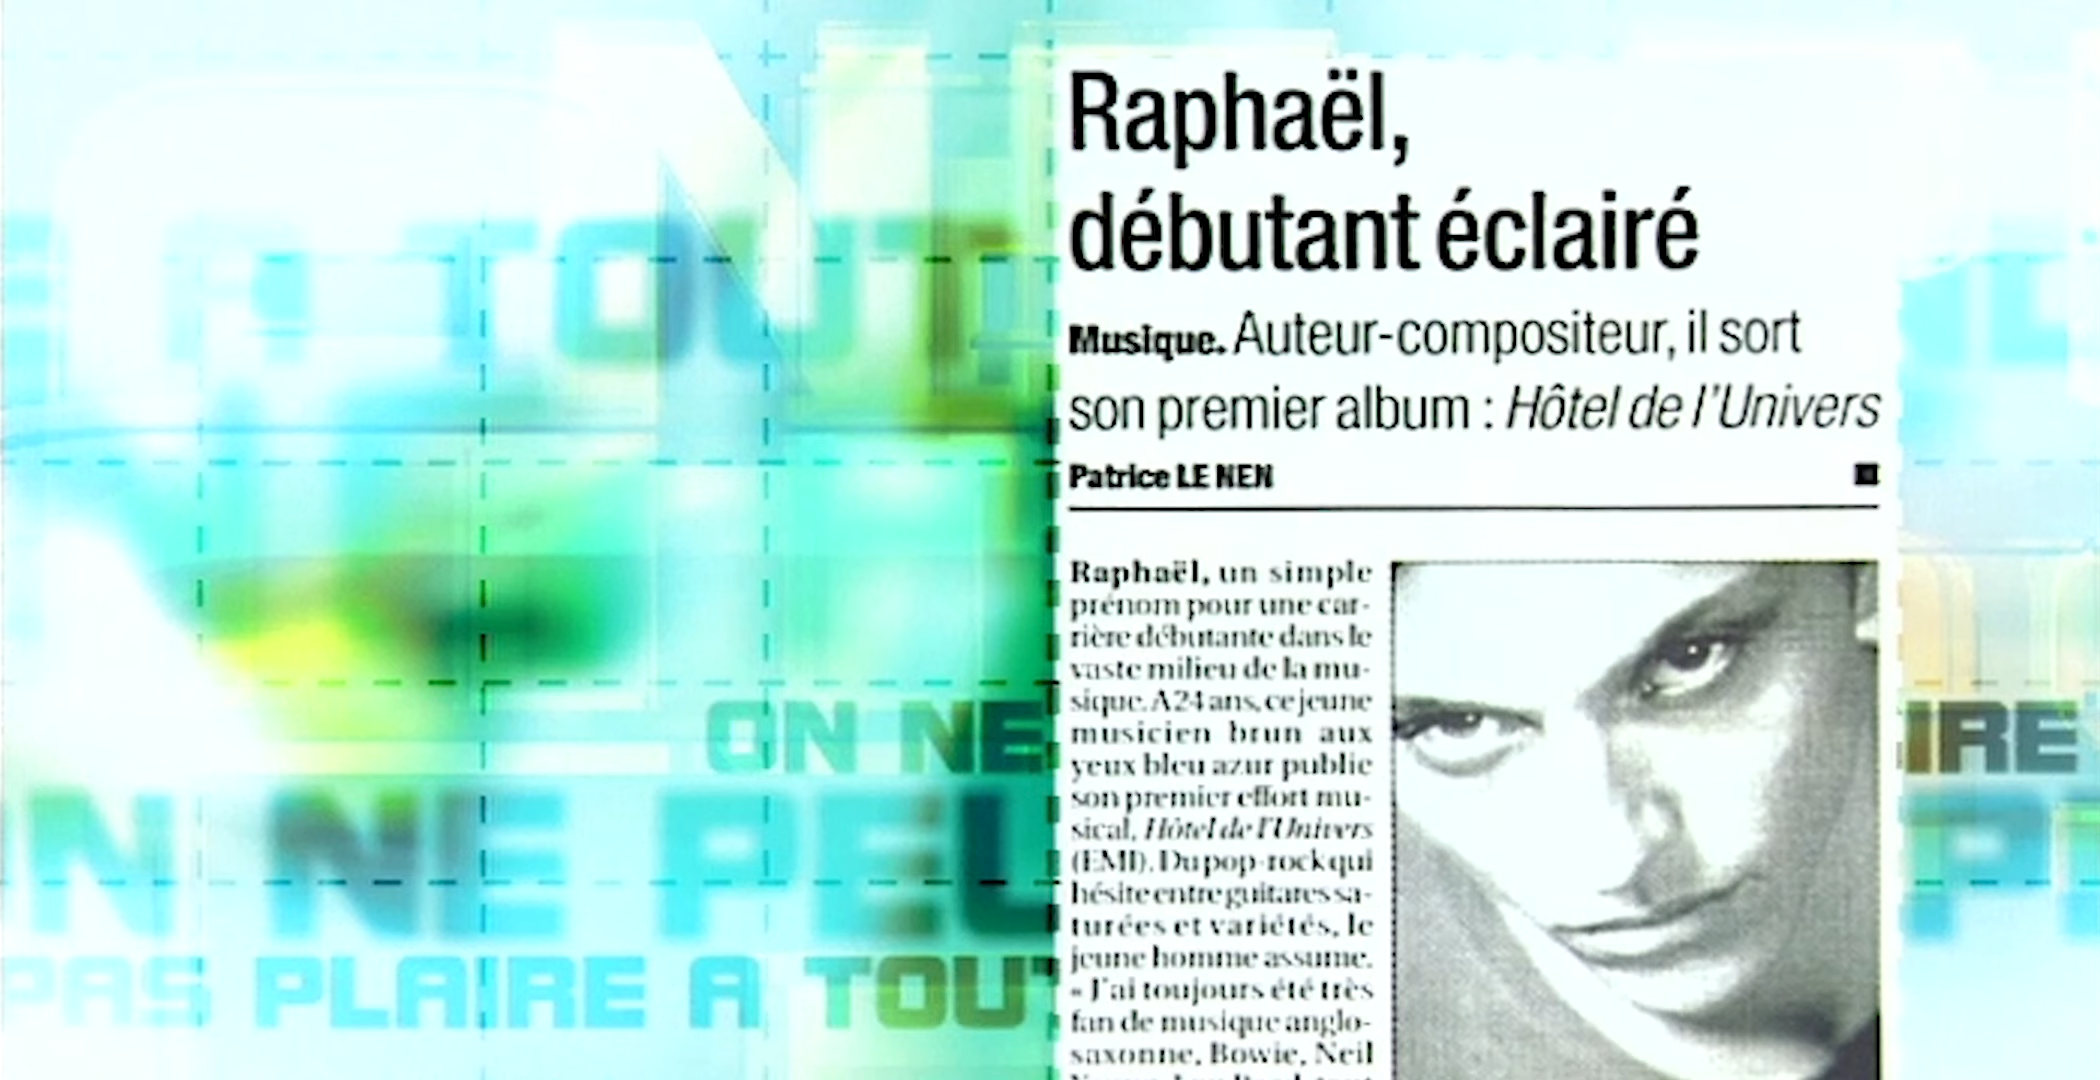 E A TOUT
Raphaël,
débutant éclairé
Musique. Auteur-compositeur, il sort
son premier album : Hôtel de l'Univers
Patrice LE NEN
Raphaël, un simple
prénom pour une car-
rière débutante dans le
vaste milieu de la mu-
sique. A 24 ans, ce jeune
musicien brun aux
yeux bleu azur publie
son premier effort mu-
sical, Hôtel de l'Univers
(EMI). Du pop-rock qui
hésite entre guitares sa-
turées et variétés, le
jeune homme assume.
« J'ai toujours été très
fan de musique anglo-
saxonne, Bowie, Neil
ON NE
IRE
N NE PEU
PAS PLAIRE A TOUT